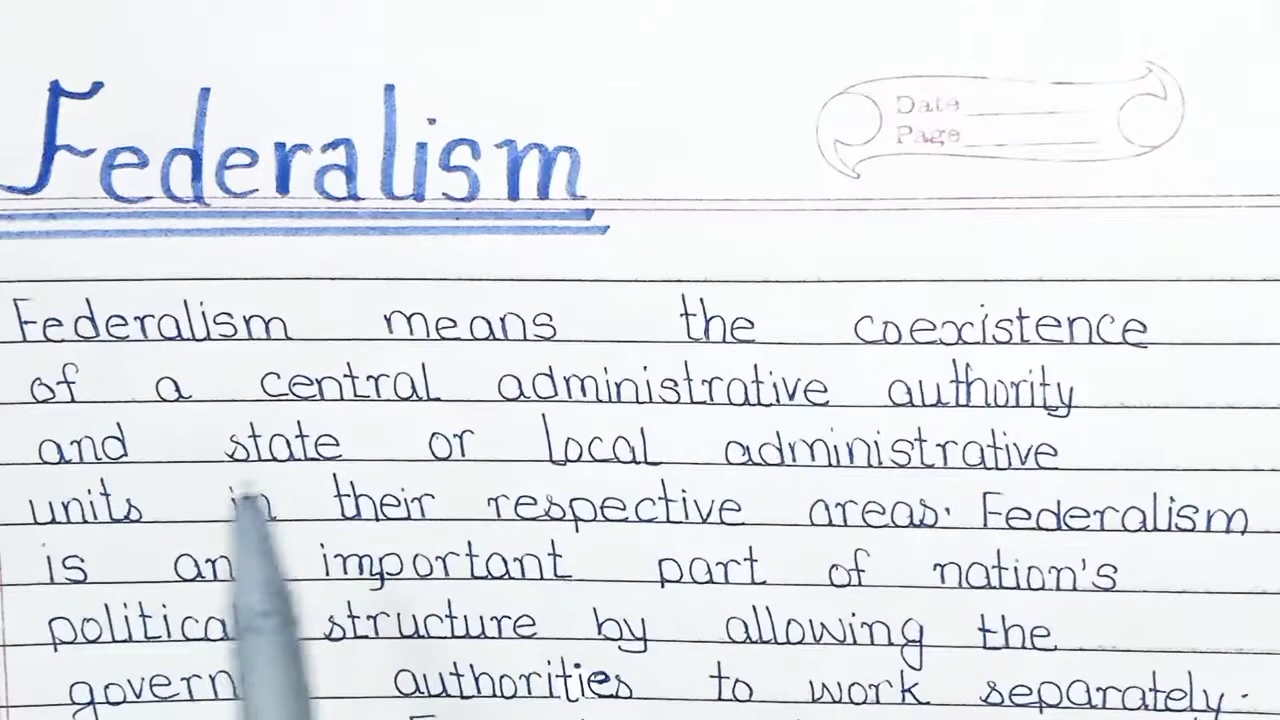 Federalism
Date
Page
Federalism means the coexistence
of a central administrative authority
and state or local administrative
units in their respective areas. Federalism
is an important part of nation's
political structure by allowing the
govern authorities to work separately.